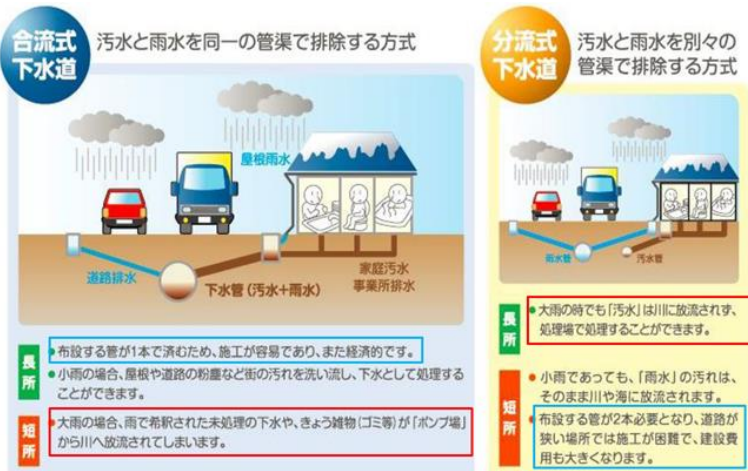 合流式
下水道
汚水と雨水を同一の管渠で排除する方式
屋根雨水
道路排水
下水管(汚水+雨水)
家庭汚水
事業所排水
長所
●布設する管が1本で済むため、施工が容易であり、また経済的です。
●小雨の場合、屋根や道路の粉塵など街の汚れを洗い流し、下水として処理する
ことができます。
短所
●大雨の場合、雨で希釈された未処理の下水や、きょう雑物(ゴミ等)が「ポンプ場」
から川へ放流されてしまいます。
分流式
下水道
汚水と雨水を別々の
管渠で排除する方式
雨水管
汚水管
長所
●大雨の時でも「汚水」は川に放流されず、
処理場で処理することができます。
短所
●小雨であっても、「雨水」の汚れは、
そのまま川や海に放流されます。
●布設する管が2本必要となり、道路が
狭い場所では施工が困難で、建設費
用も大きくなります。